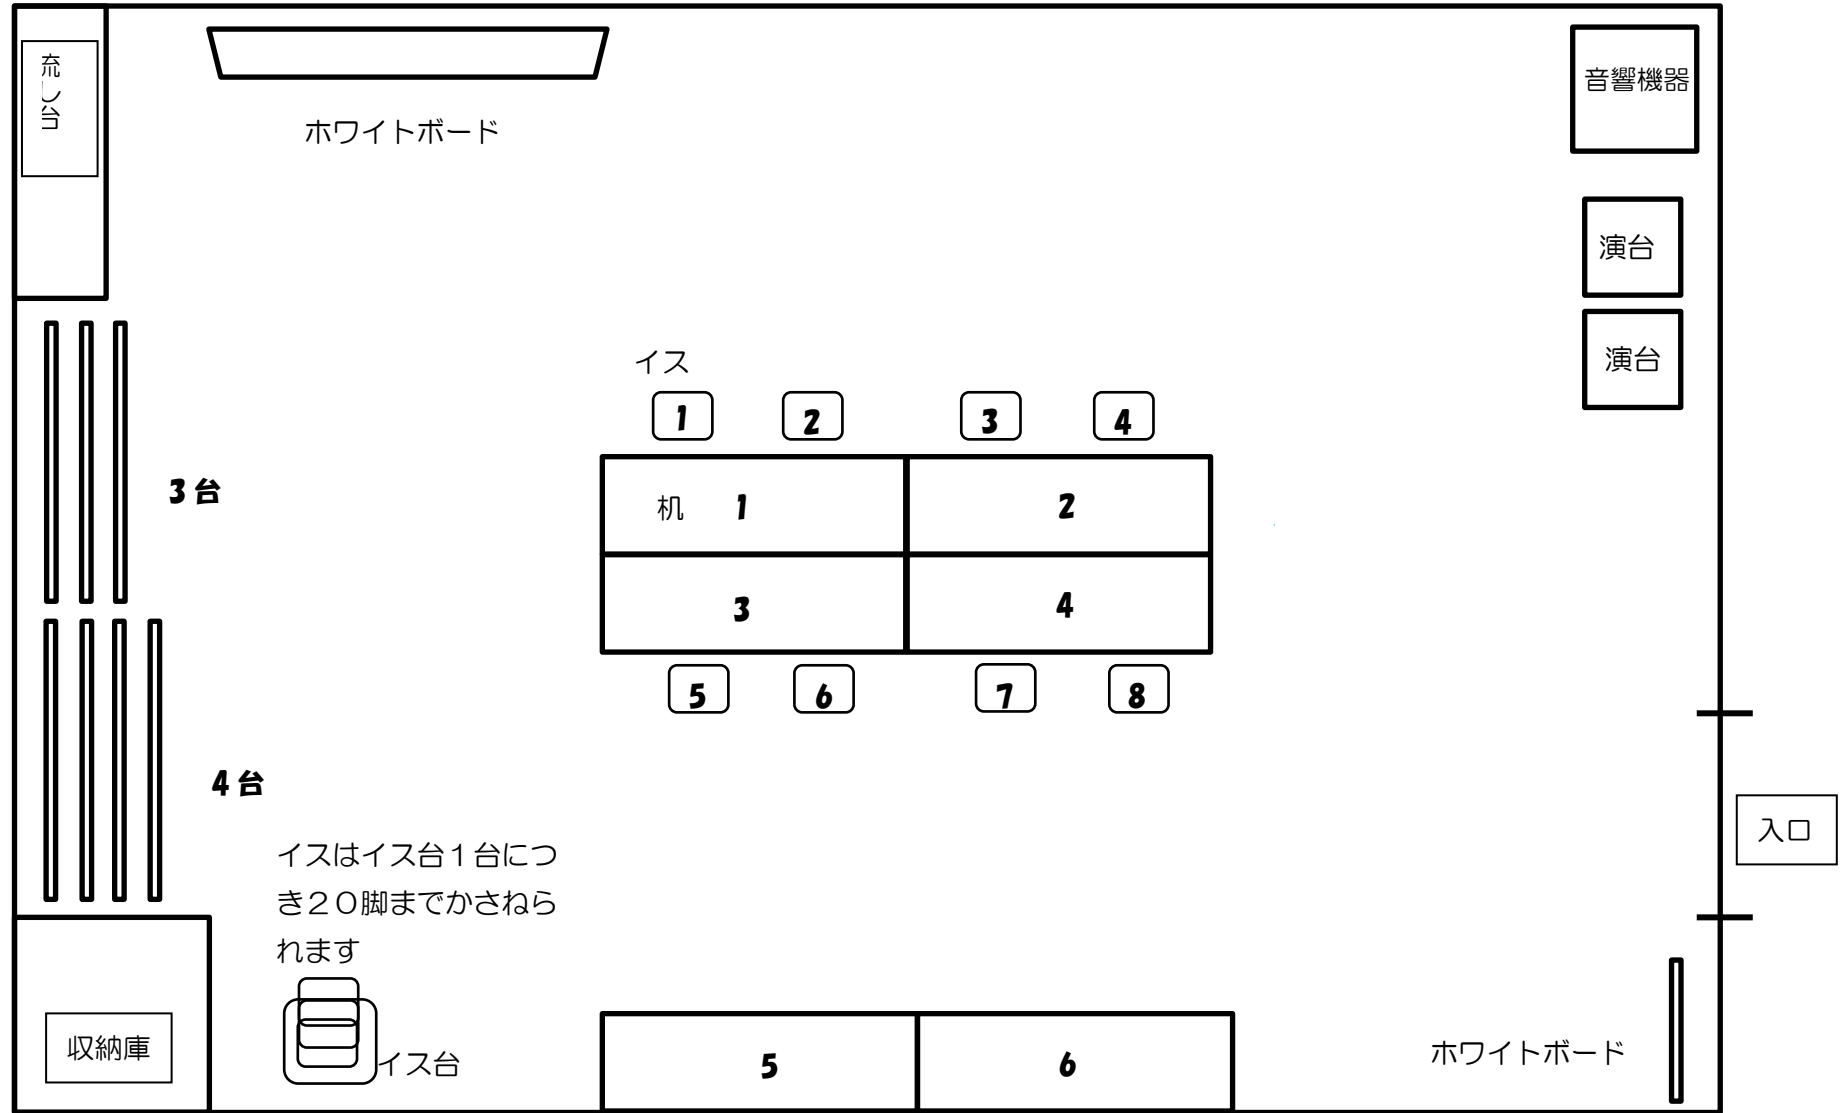 流し台
ホワイトボード
音響機器
演台
演台
イス
1
2
3
4
3台
机 1
2
3
4
5
6
7
8
4台
入口
イスはイス台1台につ
き20脚までかさねら
れます
収納庫
イス台
5
6
ホワイトボード